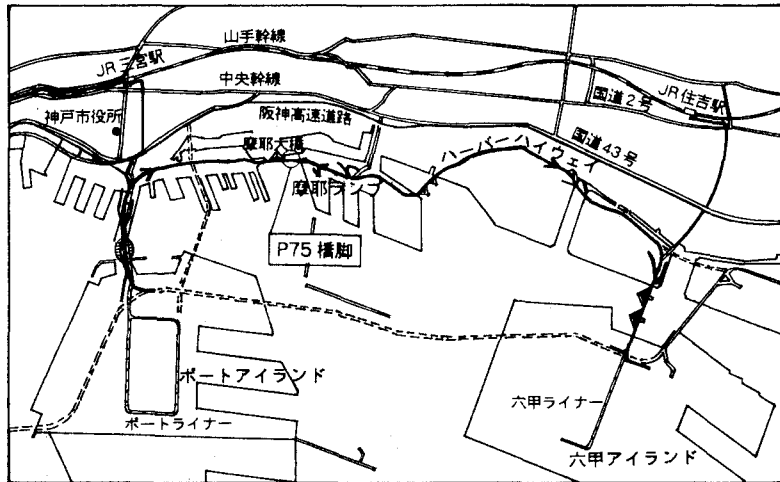 山手幹線
JR三宮駅
中央幹線
JR住吉駅
国道2号
神戸市役所
阪神高速道路
国道43号
摩耶大橋
ハーバーハイウェイ
摩耶ランプ
P75橋脚
ポートアイランド
六甲ライナー
ポートライナー
六甲アイランド